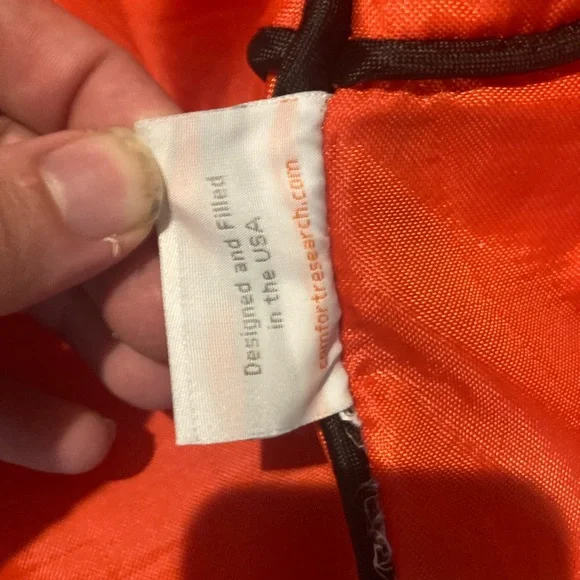 Designed and Filled
in the USA
comfortresearch.com